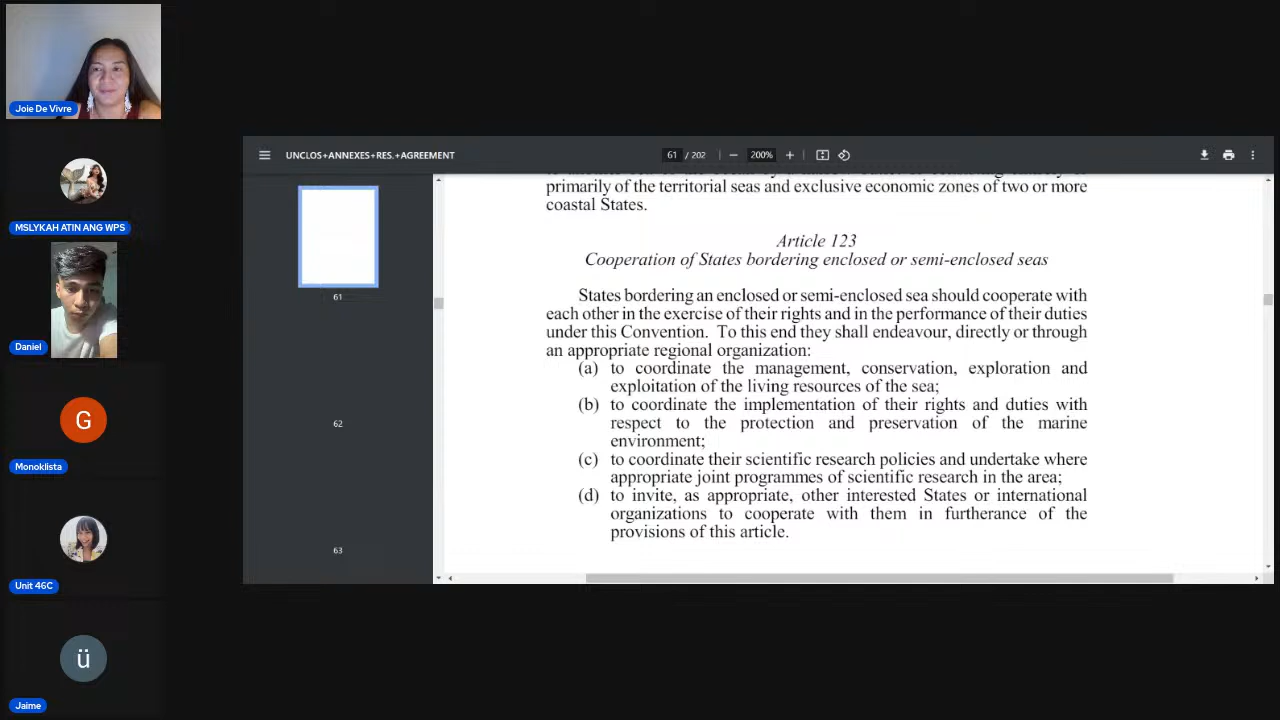 Joie De Vivre
MSLYKAH ATIN ANG WPS
Daniel
G
Monoklista
Unit 46C
ü
Jaime
UNCLOS+ANNEXES+RES.+AGREEMENT
61 / 202
200%
61
62
63
primarily of the territorial seas and exclusive economic zones of two or more
coastal States.
Article 123
Cooperation of States bordering enclosed or semi-enclosed seas
States bordering an enclosed or semi-enclosed sea should cooperate with
each other in the exercise of their rights and in the performance of their duties
under this Convention. To this end they shall endeavour, directly or through
an appropriate regional organization:
(a) to coordinate the management, conservation, exploration and
exploitation of the living resources of the sea;
(b) to coordinate the implementation of their rights and duties with
respect to the protection and preservation of the marine
environment;
(c) to coordinate their scientific research policies and undertake where
appropriate joint programmes of scientific research in the area;
(d) to invite, as appropriate, other interested States or international
organizations to cooperate with them in furtherance of the
provisions of this article.